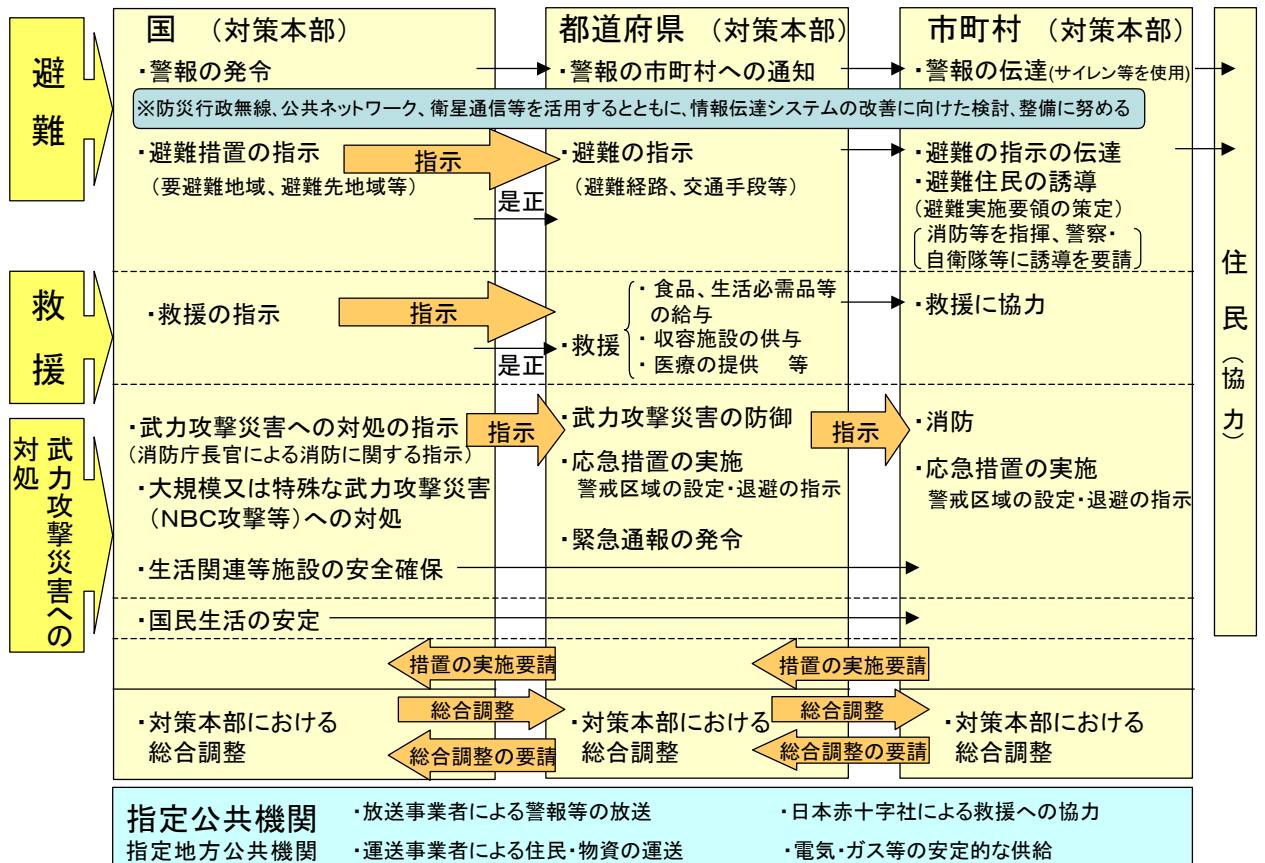 避難
国 （対策本部）
都道府県 （対策本部）
市町村 （対策本部）
・警報の発令
・警報の市町村への通知
・警報の伝達(サイレン等を使用)
※防災行政無線、公共ネットワーク、衛星通信等を活用するとともに、情報伝達システムの改善に向けた検討、整備に努める
・避難措置の指示
（要避難地域、避難先地域等）
指示
是正
・避難の指示
（避難経路、交通手段等）
・避難の指示の伝達
・避難住民の誘導
（避難実施要領の策定）
消防等を指揮、警察・
自衛隊等に誘導を要請
救援
・救援の指示
指示
是正
・救援
・ 食品、生活必需品等
の給与
・ 収容施設の供与
・ 医療の提供　等
・救援に協力
武力攻撃災害への
対処
・武力攻撃災害への対処の指示
（消防庁長官による消防に関する指示）
指示
・武力攻撃災害の防御
指示
・消防
・大規模又は特殊な武力攻撃災害
（NBC攻撃等）への対処
・応急措置の実施
警戒区域の設定・退避の指示
・応急措置の実施
警戒区域の設定・退避の指示
・緊急通報の発令
・生活関連等施設の安全確保
・国民生活の安定
措置の実施要請
措置の実施要請
・対策本部における
総合調整
総合調整
総合調整の要請
・対策本部における
総合調整
総合調整
総合調整の要請
・対策本部における
総合調整
住民（協力）
指定公共機関
指定地方公共機関
・放送事業者による警報等の放送
・日本赤十字社による救援への協力
・運送事業者による住民・物資の運送
・電気・ガス等の安定的な供給